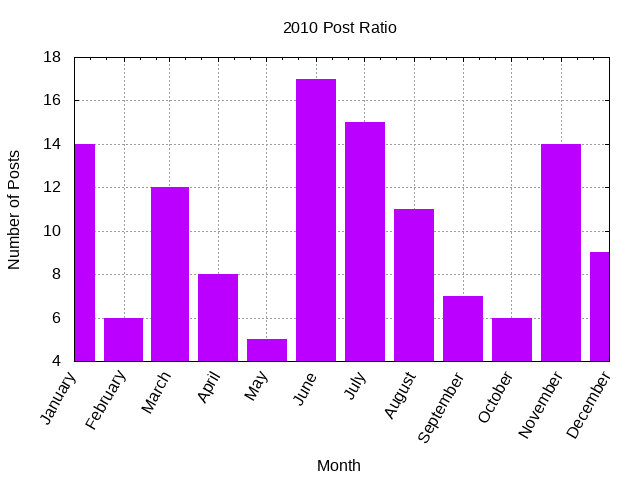 2010 Post Ratio
18
16
14
12
10
8
6
4
Number of Posts
January
February
March
April
May
June
July
August
September
October
November
December
Month